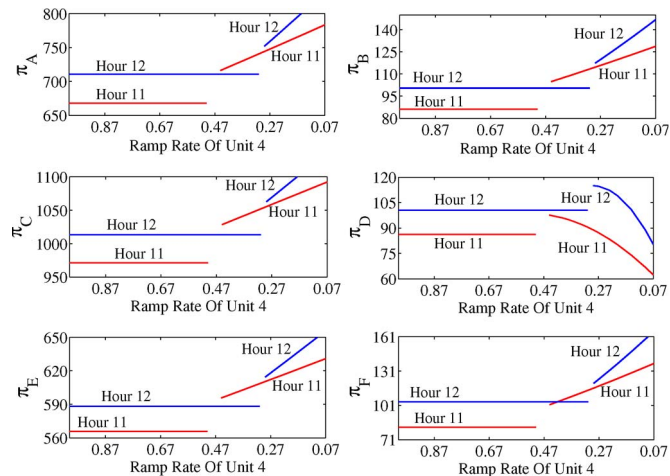 800
750
700
650
π_A
Hour 12
Hour 11
Hour 12
Hour 11
0.87 0.67 0.47 0.27 0.07
Ramp Rate Of Unit 4
140
125
110
95
80
π_B
Hour 12
Hour 11
Hour 12
Hour 11
0.87 0.67 0.47 0.27 0.07
Ramp Rate Of Unit 4
1100
1050
1000
950
π_C
Hour 12
Hour 11
Hour 12
Hour 11
0.87 0.67 0.47 0.27 0.07
Ramp Rate Of Unit 4
120
105
90
75
60
π_D
Hour 12
Hour 11
Hour 12
Hour 11
0.87 0.67 0.47 0.27 0.07
Ramp Rate Of Unit 4
650
620
590
560
π_E
Hour 12
Hour 11
Hour 12
Hour 11
0.87 0.67 0.47 0.27 0.07
Ramp Rate Of Unit 4
161
131
101
71
π_F
Hour 12
Hour 11
Hour 12
Hour 11
0.87 0.67 0.47 0.27 0.07
Ramp Rate Of Unit 4